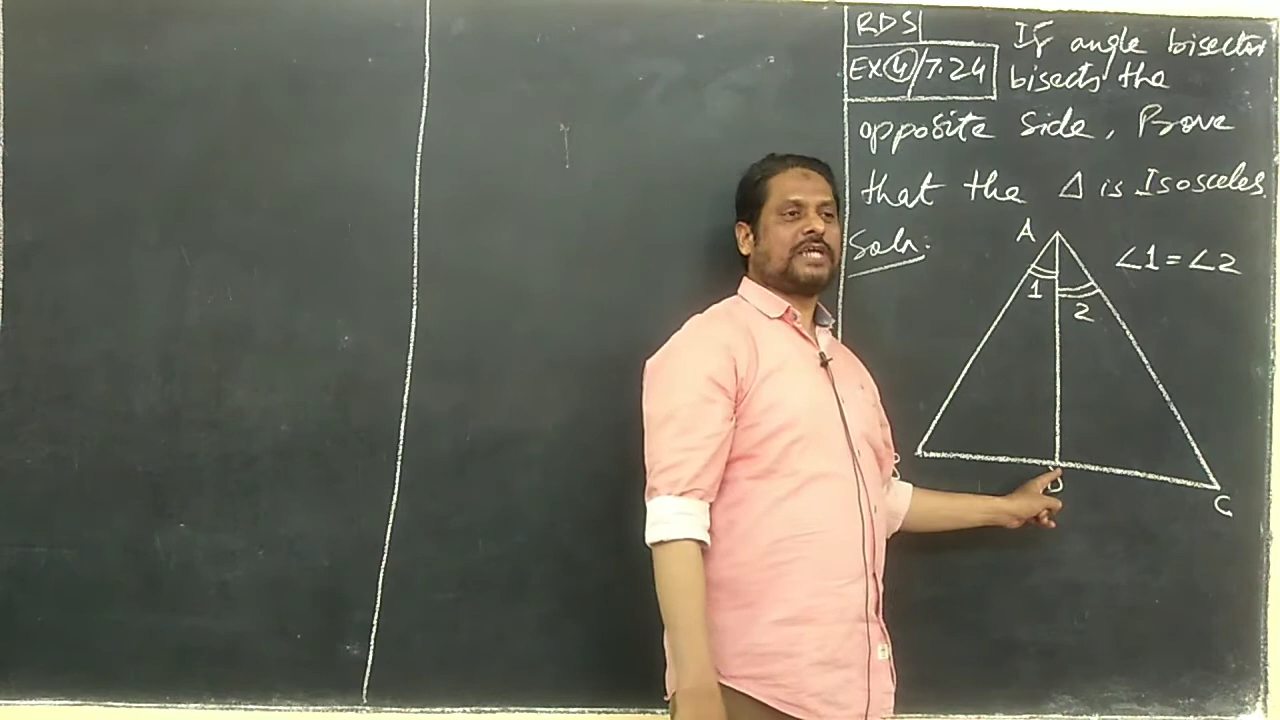 RDS
EX④/7.24
If angle bisector
bisects the
opposite side, Prove
that the Δ is Isosceles.
Soln:
A
∠1=∠2
1
2
B
D
C